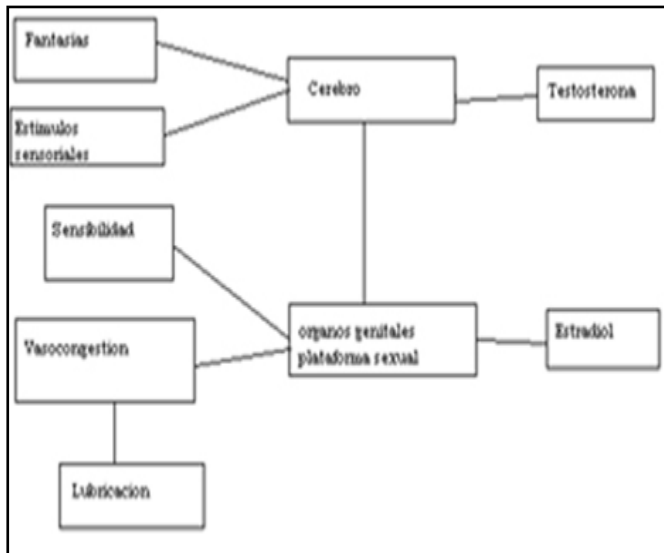 Fantasias
Cerebro
Testosterona
Estimulos
sensoriales
Sensibilidad
organos genitales
plataforma sexual
Estradiol
Vasocongestion
Lubricacion